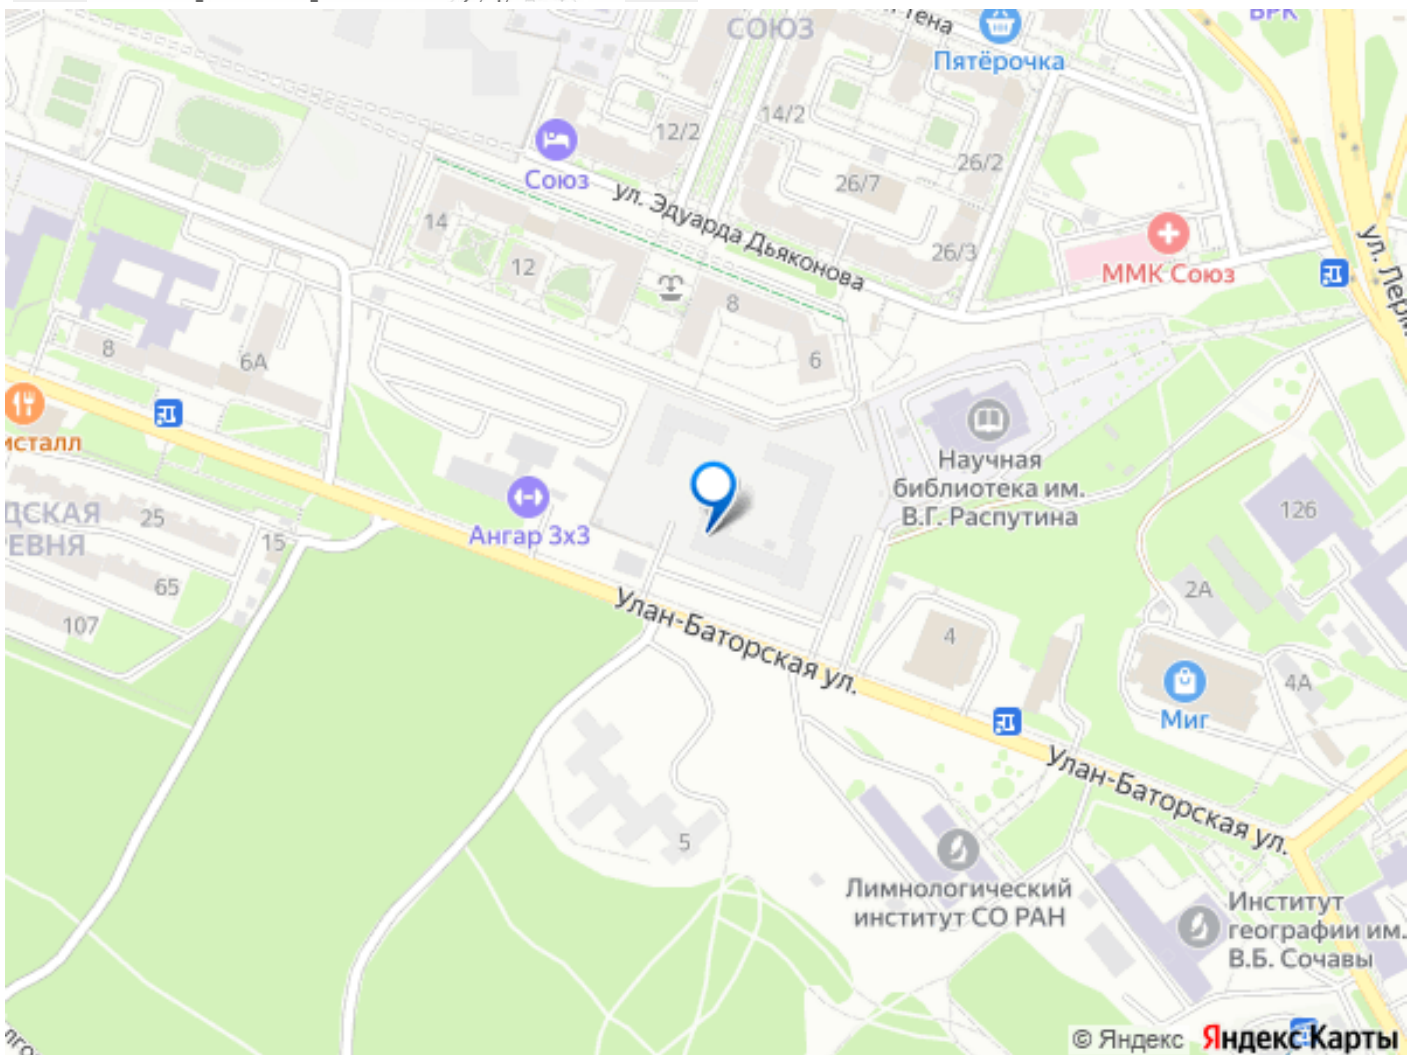 СОЮЗ
Пятёрочка
12/2
14/2
Союз
26/7
26/2
ул. Эдуарда Дьяконова
14
12
26/3
ММК Союз
8
6
8
6А
Научная
библиотека им.
В.Г. Распутина
Ангар 3х3
25
15
65
107
126
2А
Улан-Баторская ул.
4
4А
Миг
Улан-Баторская ул.
5
Лимнологический
институт СО РАН
Институт
географии им.
В.Б. Сочавы
© Яндекс Яндекс Карты